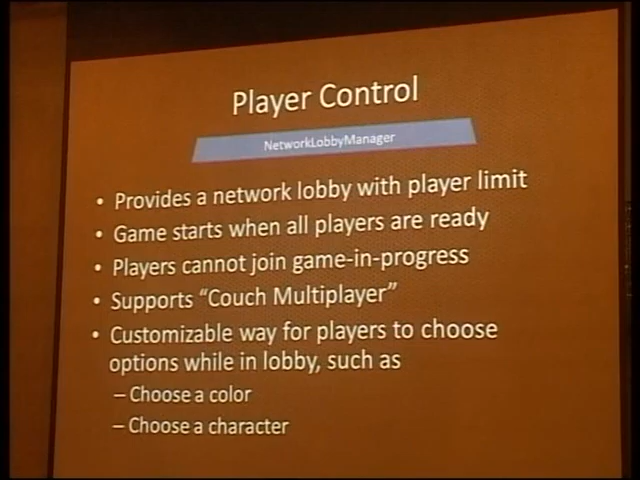 Player Control
NetworkLobbyManager
• Provides a network lobby with player limit
• Game starts when all players are ready
• Players cannot join game-in-progress
• Supports “Couch Multiplayer”
• Customizable way for players to choose
options while in lobby, such as
– Choose a color
– Choose a character